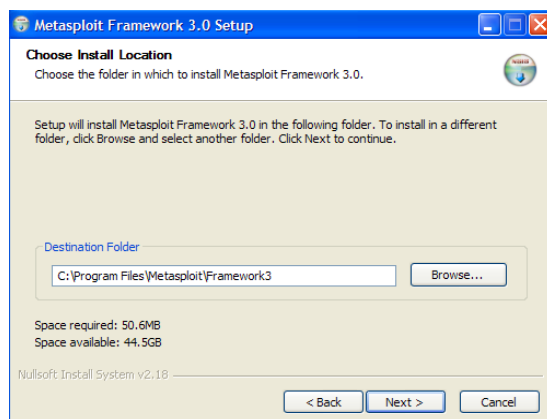 Metasploit Framework 3.0 Setup
Choose Install Location
Choose the folder in which to install Metasploit Framework 3.0.
Setup will install Metasploit Framework 3.0 in the following folder. To install in a different
folder, click Browse and select another folder. Click Next to continue.
Destination Folder
C:\Program Files\Metasploit\Framework3
Browse...
Space required: 50.6MB
Space available: 44.5GB
Nullsoft Install System v2.18
< Back
Next >
Cancel